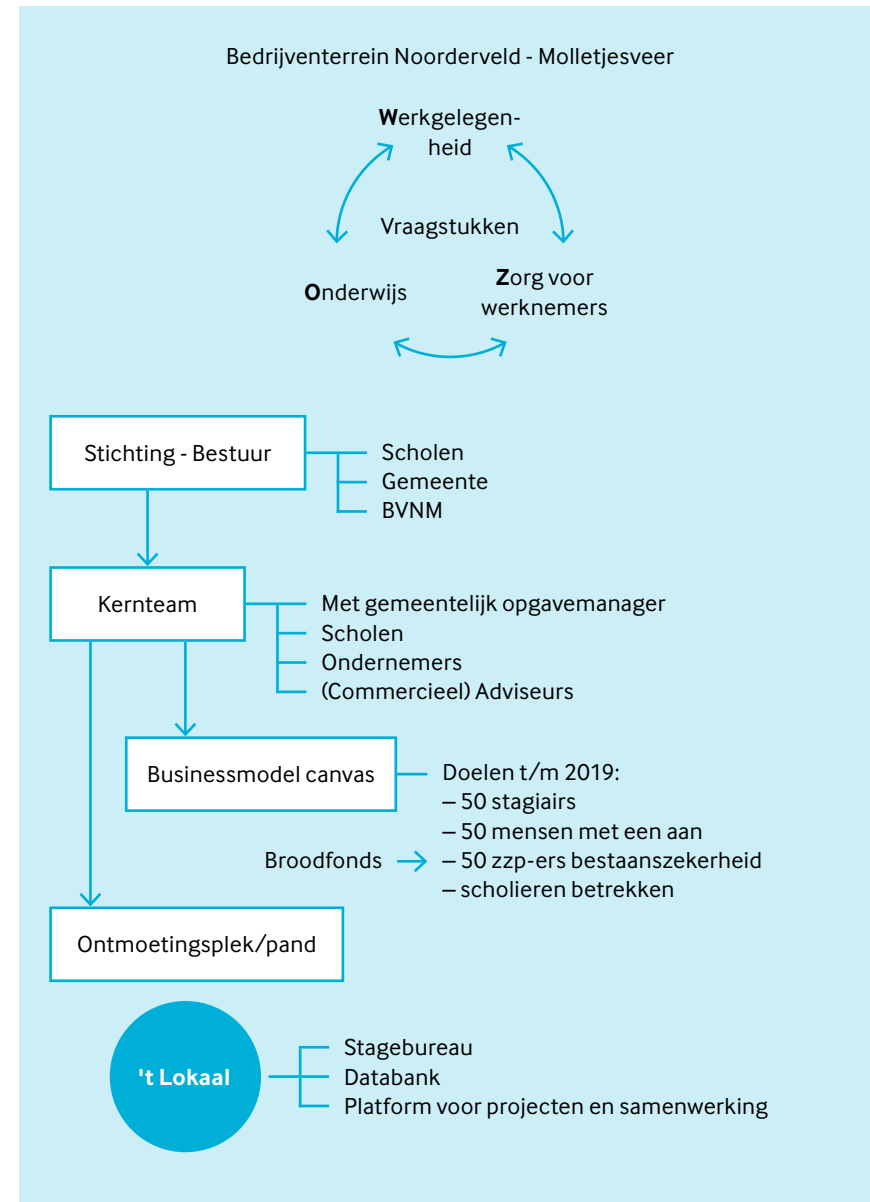 Bedrijventerrein Noorderveld - Molletjesveer
Werkgelegen-
heid
Vraagstukken
Onderwijs
Zorg voor
werknemers
Stichting - Bestuur
Scholen
Gemeente
BVNM
Kernteam
Met gemeentelijk opgavemanager
Scholen
Ondernemers
(Commercieel) Adviseurs
Businessmodel canvas
Doelen t/m 2019:
– 50 stagiairs
– 50 mensen met een aan
Broodfonds
– 50 zzp-ers bestaanszekerheid
– scholieren betrekken
Ontmoetingsplek/pand
't Lokaal
Stagebureau
Databank
Platform voor projecten en samenwerking